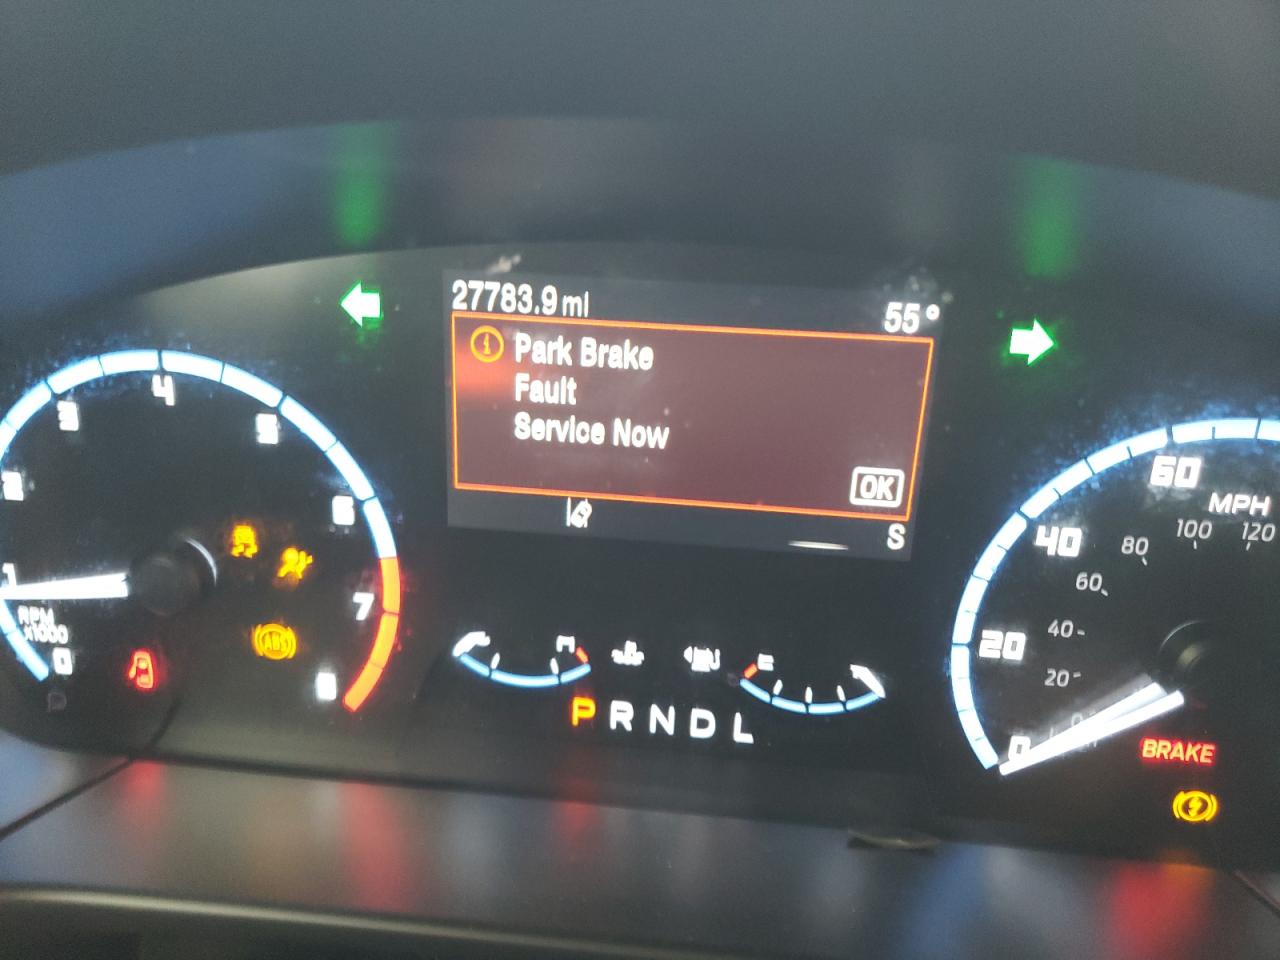 27783.9 mi 55°
Park Brake
Fault
Service Now
OK
S
1 2 3 4 5 6 7 8
RPM
x1000
0
ABS
H
E
P R N D L
0 20 40 60
MPH
20 40 60 80 100 120
BRAKE